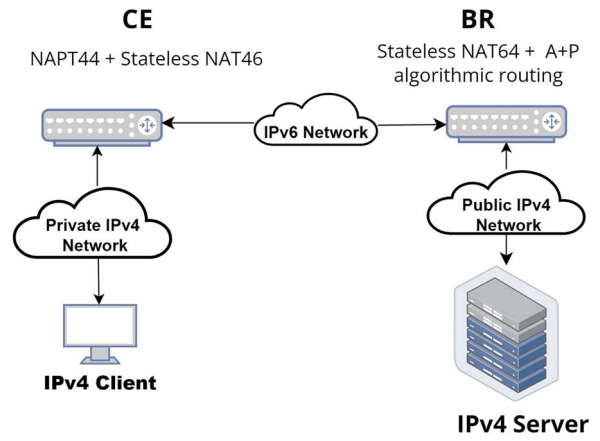 CE
BR
NAPT44 + Stateless NAT46
Stateless NAT64 + A+P
algorithmic routing
IPv6 Network
Private IPv4
Network
Public IPv4
Network
IPv4 Client
IPv4 Server